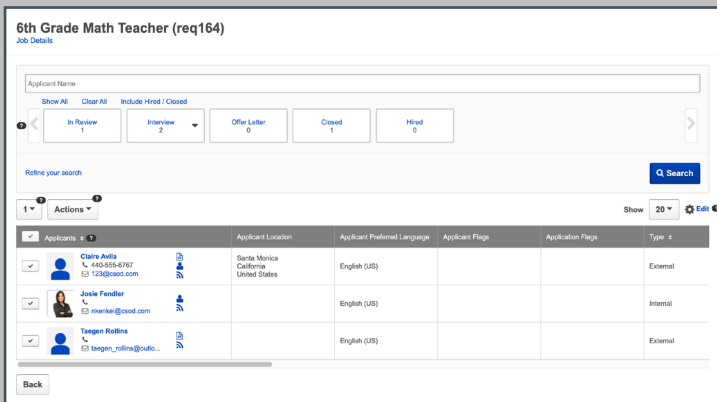 6th Grade Math Teacher (req164)
Job Details
Applicant Name
Show All Clear All Include Hired / Closed
In Review
1
Interview
2
Offer Letter
0
Closed
1
Hired
0
Refine your search
Search
1 Actions
Show 20 Edit
Applicants Applicant Location Applicant Preferred Language Applicant Flags Application Flags Type
Claire Avila
440-555-6767
123@csod.com
Santa Monica
California
United States
English (US)
External
Josie Fendler
nkenkel@csod.com
English (US)
Internal
Taegen Rollins
taegen_rollins@outlo...
English (US)
External
Back